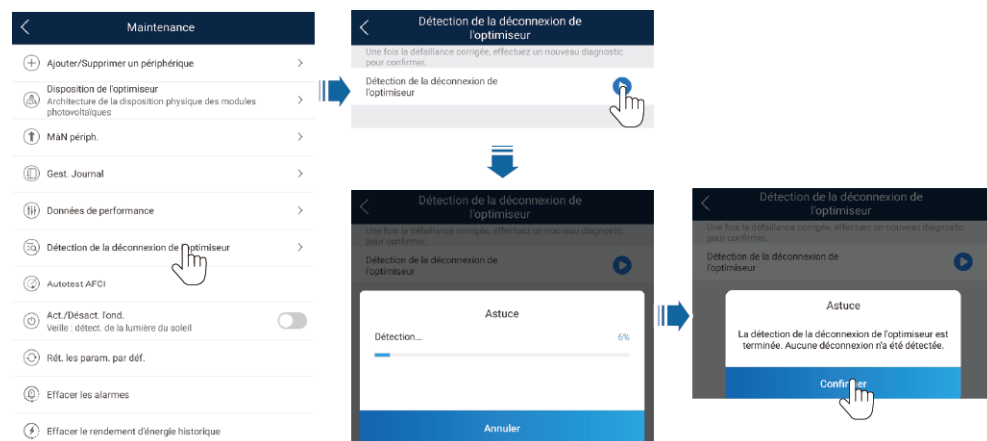 Maintenance
Ajouter/Supprimer un périphérique
Disposition de l'optimiseur
Architecture de la disposition physique des modules
photovoltaïques
MàN périph.
Gest. Journal
Données de performance
Détection de la déconnexion de l'optimiseur
Autotest AFCI
Act./Désact. l'ond.
Veille : détect. de la lumière du soleil
Rét. les param. par déf.
Effacer les alarmes
Effacer le rendement d'énergie historique
Détection de la déconnexion de
l'optimiseur
Une fois la défaillance corrigée, effectuez un nouveau diagnostic
pour confirmer.
Détection de la déconnexion de
l'optimiseur
Détection de la déconnexion de
l'optimiseur
Une fois la défaillance corrigée, effectuez un nouveau diagnostic
pour confirmer.
Détection de la déconnexion de
l'optimiseur
Astuce
Détection... 6%
Annuler
Détection de la déconnexion de
l'optimiseur
Une fois la défaillance corrigée, effectuez un nouveau diagnostic
pour confirmer.
Détection de la déconnexion de
l'optimiseur
Astuce
La détection de la déconnexion de l'optimiseur est
terminée. Aucune déconnexion n'a été détectée.
Confirmer